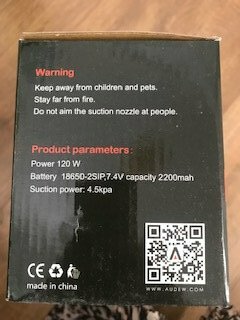 Warning
Keep away from children and pets.
Stay far from fire.
Do not aim the suction nozzle at people.
Product parameters:
Power 120 W
Battery 18650-2SIP,7.4V capacity 2200mah
Suction power: 4.5kpa
CE
made in china
WWW.AUDEW.COM